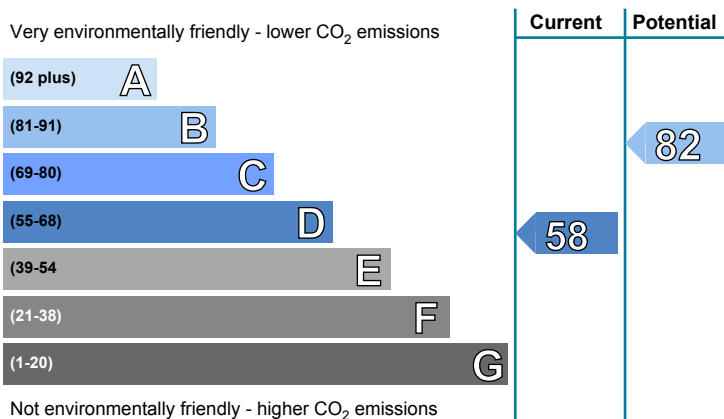 Current Potential
Very environmentally friendly - lower CO2 emissions
(92 plus) A
(81-91) B
82
(69-80) C
(55-68) D
58
(39-54 E
(21-38) F
(1-20) G
Not environmentally friendly - higher CO2 emissions